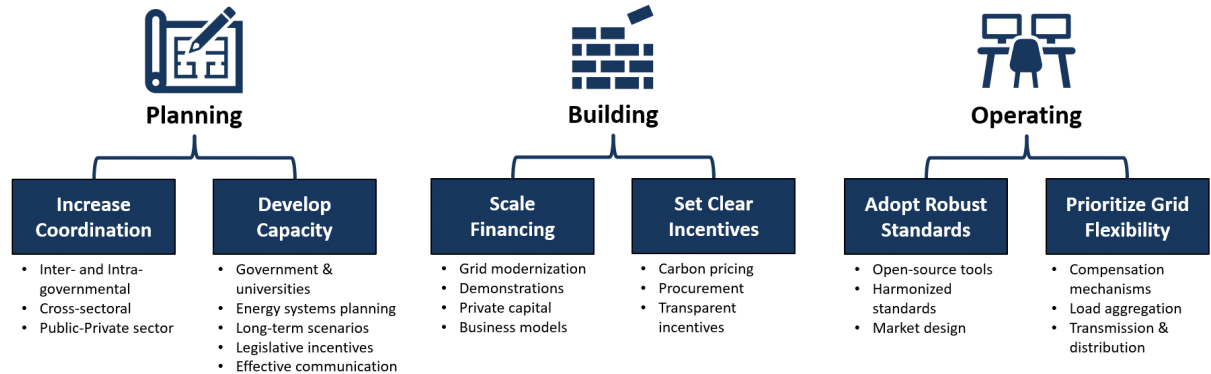 Planning
Increase
Coordination
• Inter- and Intra-
governmental
• Cross-sectoral
• Public-Private sector
Develop
Capacity
• Government &
universities
• Energy systems planning
• Long-term scenarios
• Legislative incentives
• Effective communication
Building
Scale
Financing
• Grid modernization
• Demonstrations
• Private capital
• Business models
Set Clear
Incentives
• Carbon pricing
• Procurement
• Transparent
incentives
Operating
Adopt Robust
Standards
• Open-source tools
• Harmonized
standards
• Market design
Prioritize Grid
Flexibility
• Compensation
mechanisms
• Load aggregation
• Transmission &
distribution